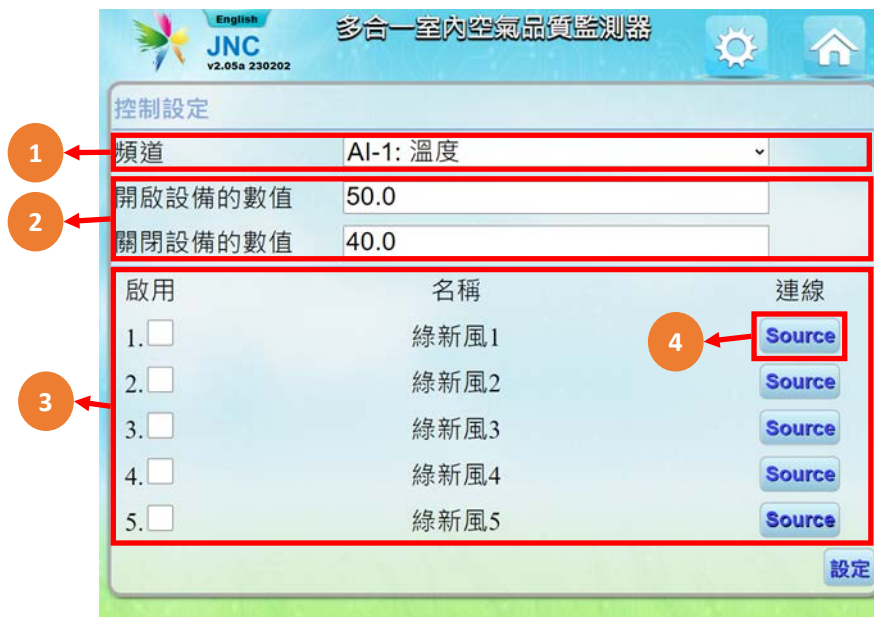 English
JNC
v2.05a 230202
多合一室內空氣品質監測器
控制設定
1
頻道 AI-1: 溫度
2
開啟設備的數值 50.0
關閉設備的數值 40.0
3
啟用 名稱 連線
1. 綠新風1 4 Source
2. 綠新風2 Source
3. 綠新風3 Source
4. 綠新風4 Source
5. 綠新風5 Source
設定